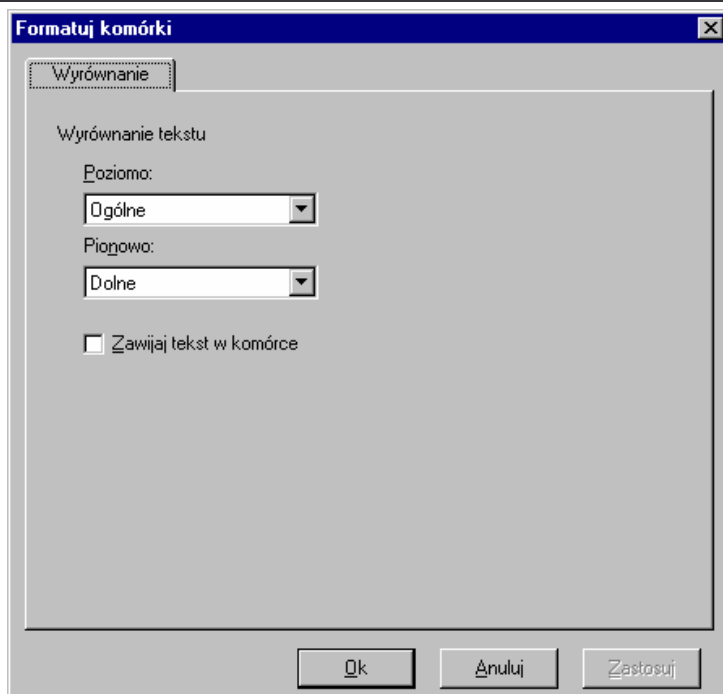 Formatuj komórki
Wyrównanie
Wyrównanie tekstu
Poziomo:
Ogólne
Pionowo:
Dolne
Zawijaj tekst w komórce
Ok Anuluj Zastosuj